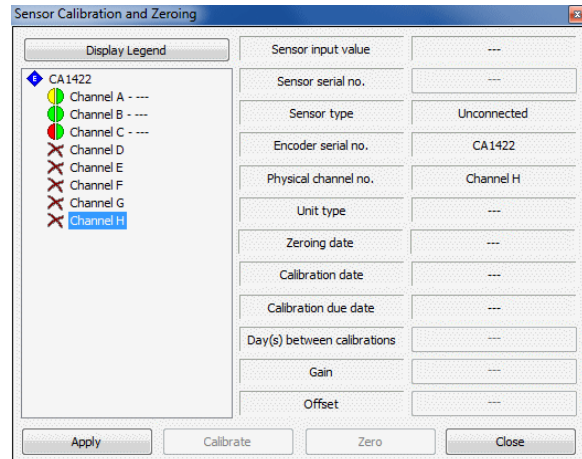 Sensor Calibration and Zeroing
Display Legend
CA1422
Channel A - ---
Channel B - ---
Channel C - ---
Channel D
Channel E
Channel F
Channel G
Channel H
Sensor input value ---
Sensor serial no. ---
Sensor type Unconnected
Encoder serial no. CA1422
Physical channel no. Channel H
Unit type ---
Zeroing date ---
Calibration date ---
Calibration due date ---
Day(s) between calibrations ---
Gain ---
Offset ---
Apply Calibrate Zero Close